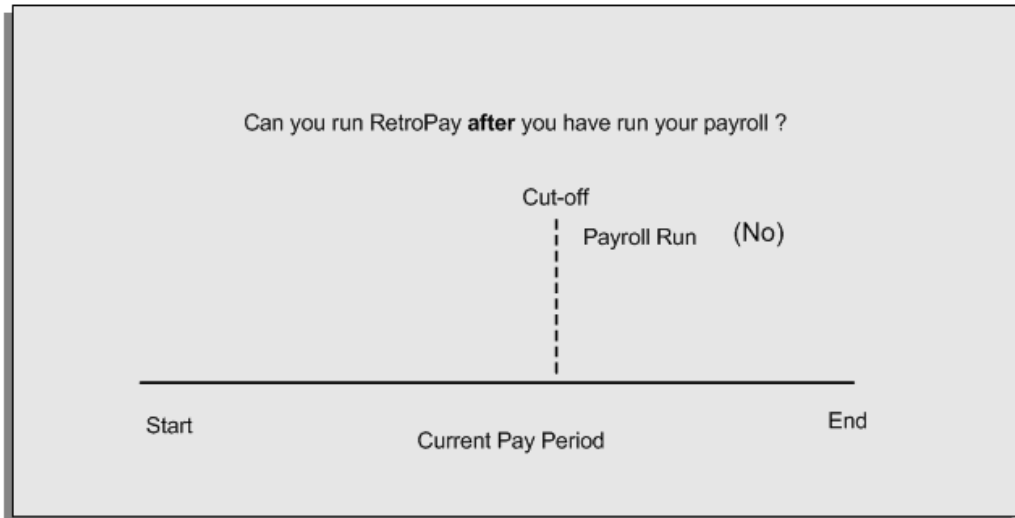 Can you run RetroPay after you have run your payroll ?
Cut-off
Payroll Run (No)
Start
End
Current Pay Period